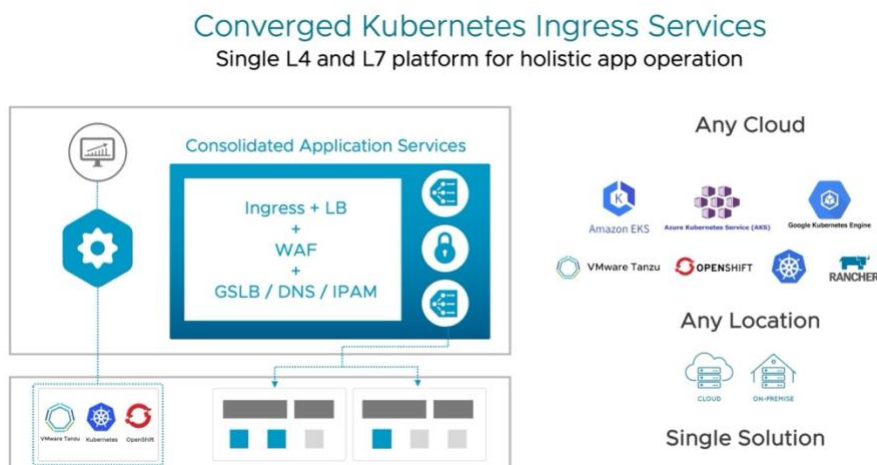 Converged Kubernetes Ingress Services
Single L4 and L7 platform for holistic app operation
Consolidated Application Services
Ingress + LB
+
WAF
+
GSLB / DNS / IPAM
VMware Tanzu
Kubernetes
OpenShift
Any Cloud
Amazon EKS
Azure Kubernetes Service (AKS)
Google Kubernetes Engine
VMware Tanzu
OPENSHIFT
RANCHER
Any Location
CLOUD
ON-PREMISE
Single Solution